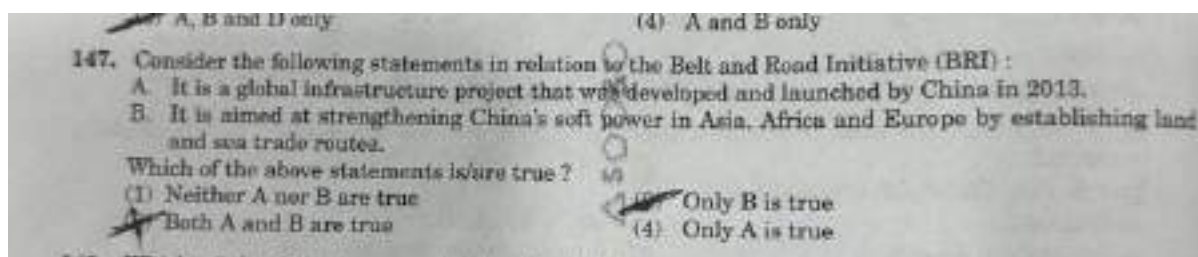 A, B and D only (4) A and B only
147. Consider the following statements in relation to the Belt and Road Initiative (BRI) :
A. It is a global infrastructure project that was developed and launched by China in 2013.
B. It is aimed at strengthening China's soft power in Asia, Africa and Europe by establishing land
and sea trade routes.
Which of the above statements is/are true ?
(1) Neither A nor B are true Only B is true
Both A and B are true (4) Only A is true